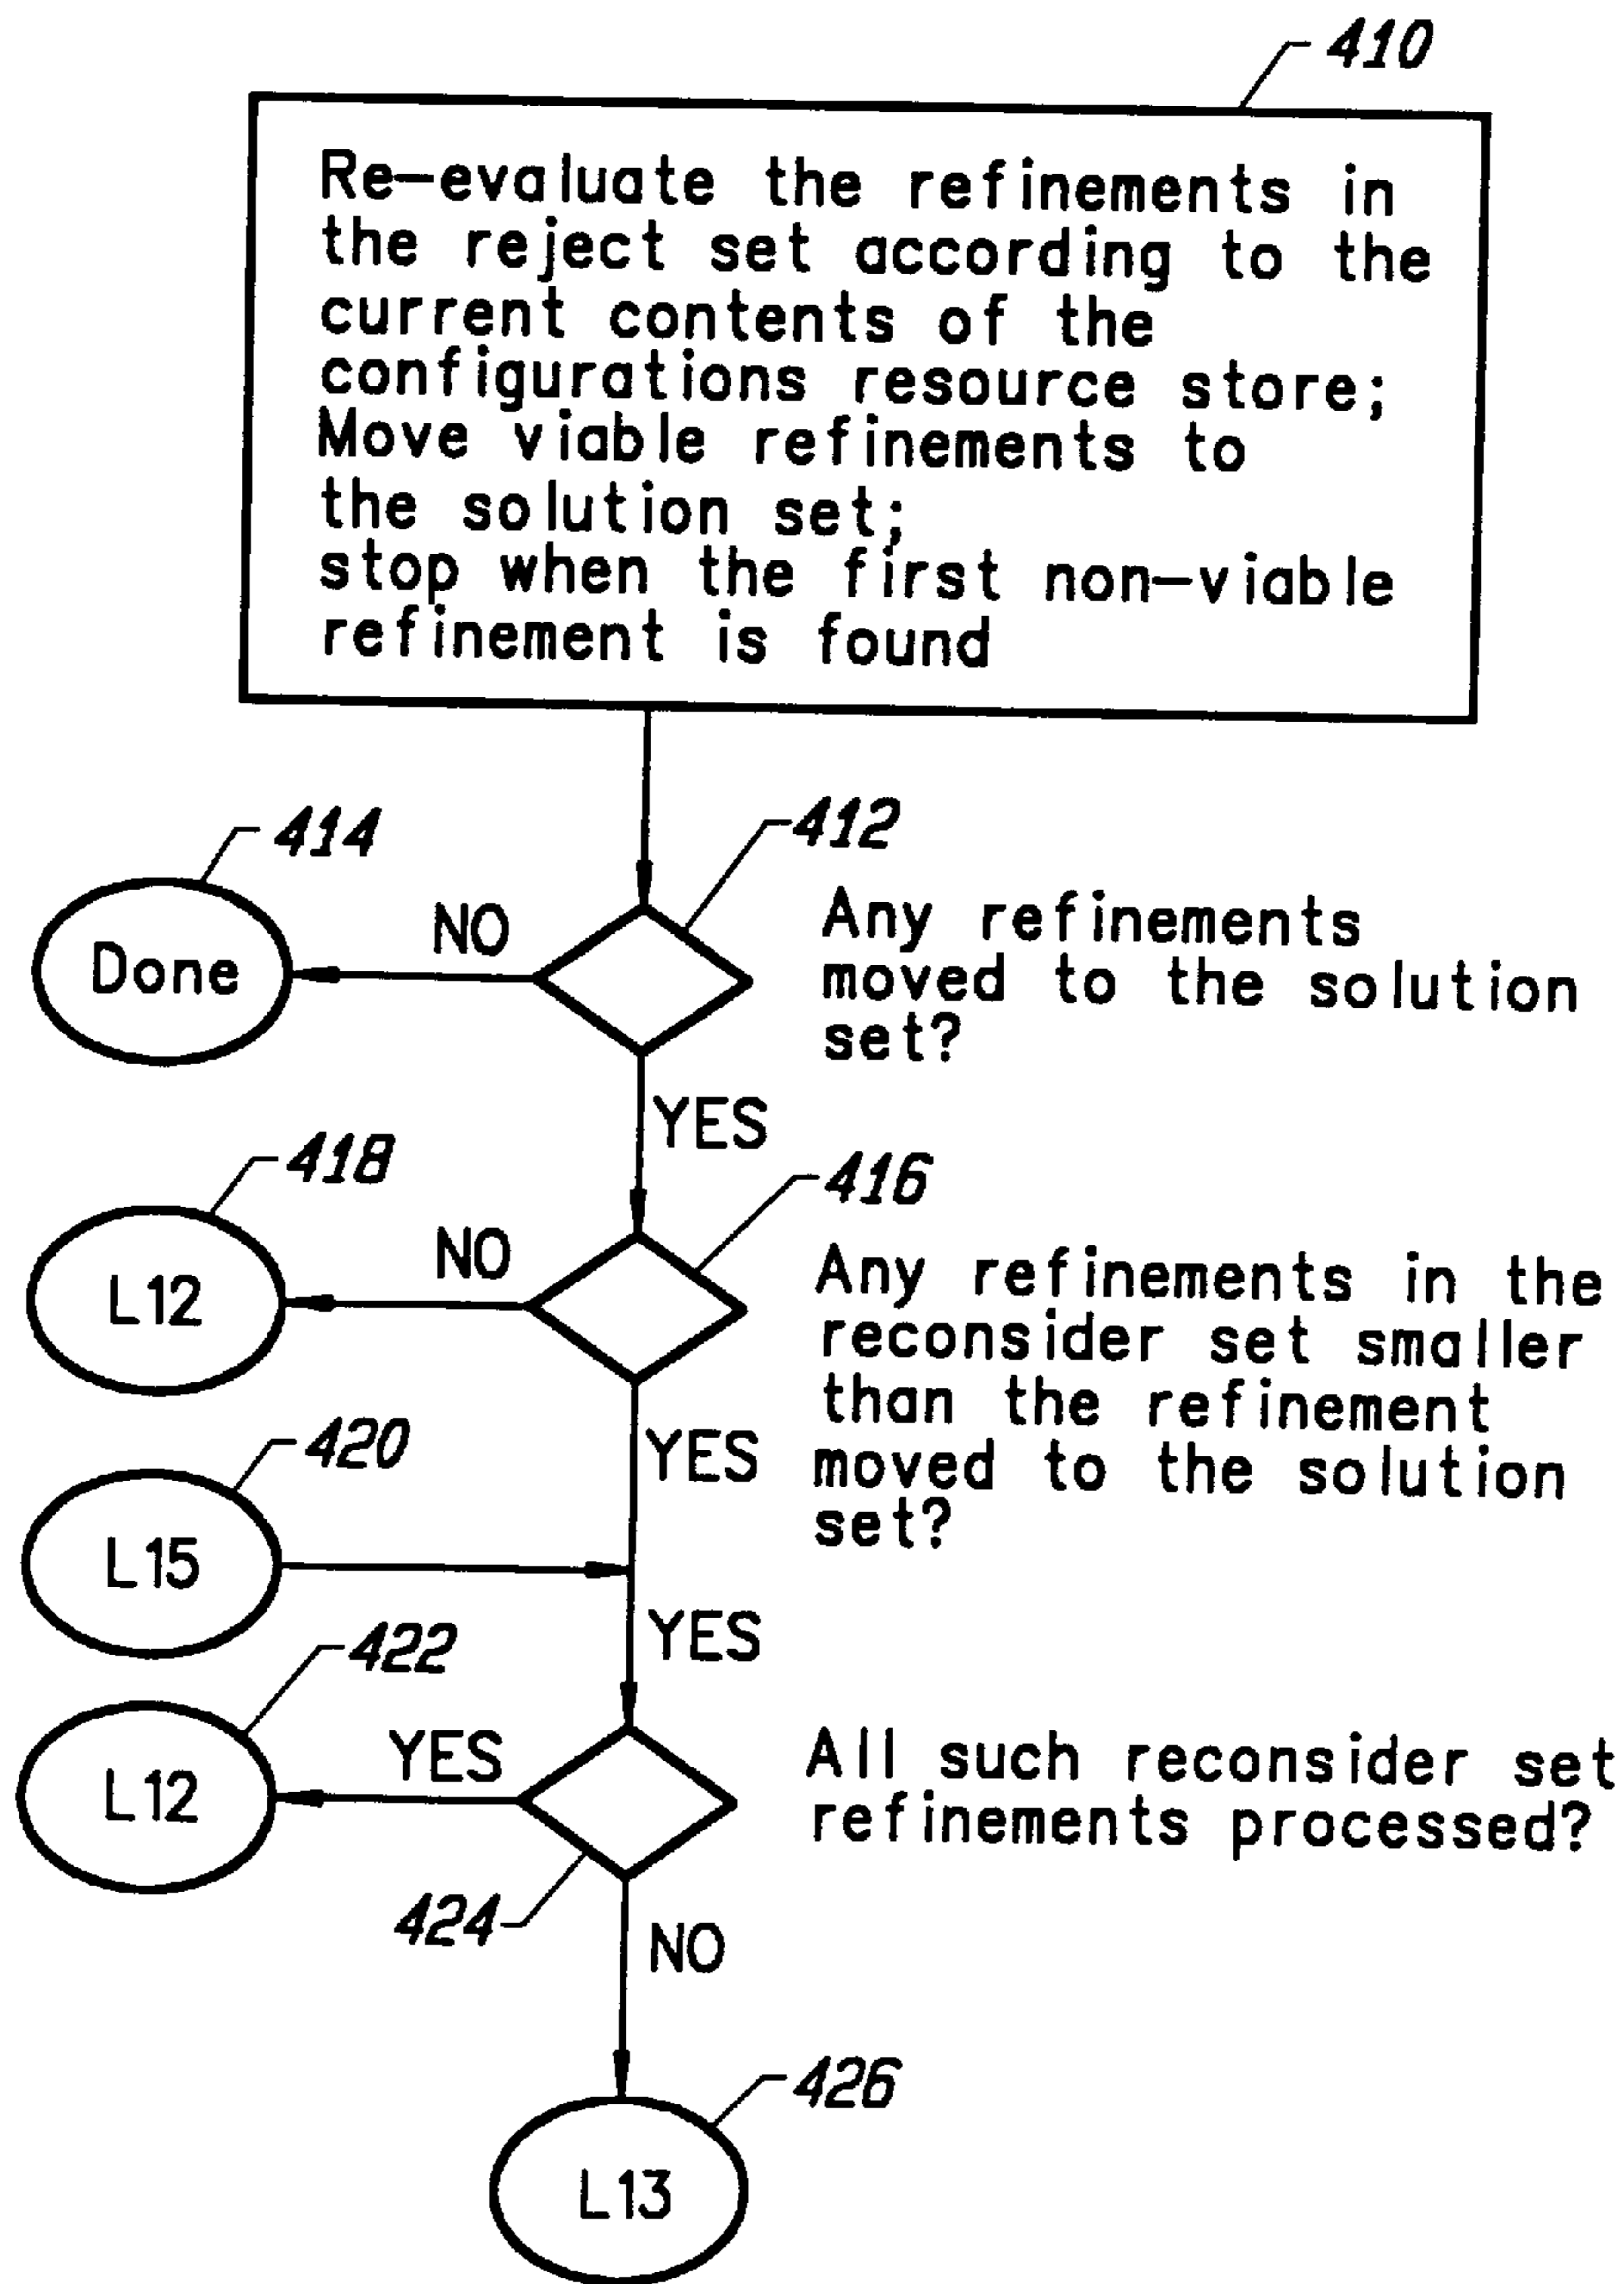 410
Re-evaluate the refinements in
the reject set according to the
current contents of the
configurations resource store;
Move viable refinements to
the solution set;
stop when the first non-viable
refinement is found
414
412
Done
NO
Any refinements
moved to the solution
set?
YES
418
416
L12
NO
Any refinements in the
reconsider set smaller
than the refinement
moved to the solution
set?
YES
420
L15
YES
422
L12
YES
All such reconsider set
refinements processed?
424
NO
426
L13